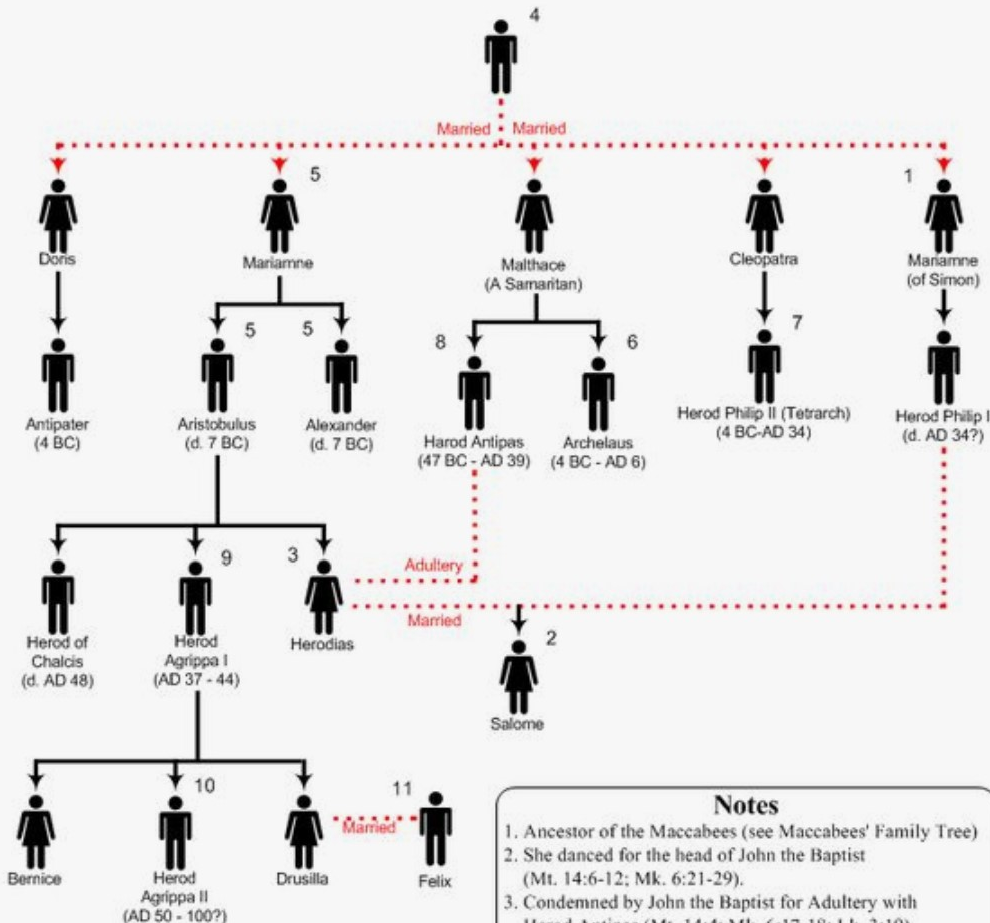 4
Married
Married
5
1
Doris
Mariamne
Malthace
(A Samaritan)
Cleopatra
Mariamne
(of Simon)
5
5
8
6
7
Antipater
(4 BC)
Aristobulus
(d. 7 BC)
Alexander
(d. 7 BC)
Harod Antipas
(47 BC - AD 39)
Archelaus
(4 BC - AD 6)
Herod Philip II (Tetrarch)
(4 BC-AD 34)
Herod Philip I
(d. AD 34?)
9
3
Adultery
Married
Herod of
Chalcis
(d. AD 48)
Herod
Agrippa I
(AD 37 - 44)
Herodias
2
Salome
10
11
Married
Bernice
Herod
Agrippa II
(AD 50 - 100?)
Drusilla
Felix
Notes
1. Ancestor of the Maccabees (see Maccabees' Family Tree)
2. She danced for the head of John the Baptist
(Mt. 14:6-12; Mk. 6:21-29).
3. Condemned by John the Baptist for Adultery with